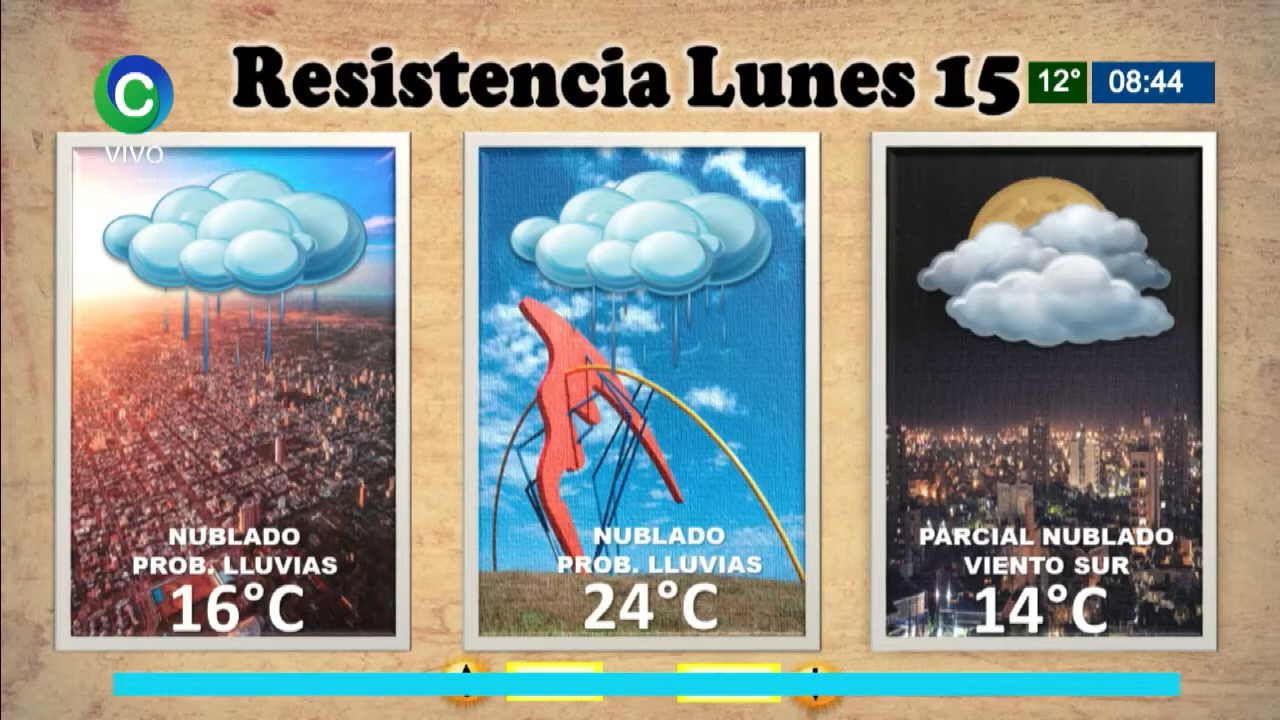 Resistencia Lunes 15
12° 08:44
C
VIVO
NUBLADO
PROB. LLUVIAS
16°C
NUBLADO
PROB. LLUVIAS
24°C
PARCIAL NUBLADO
VIENTO SUR
14°C